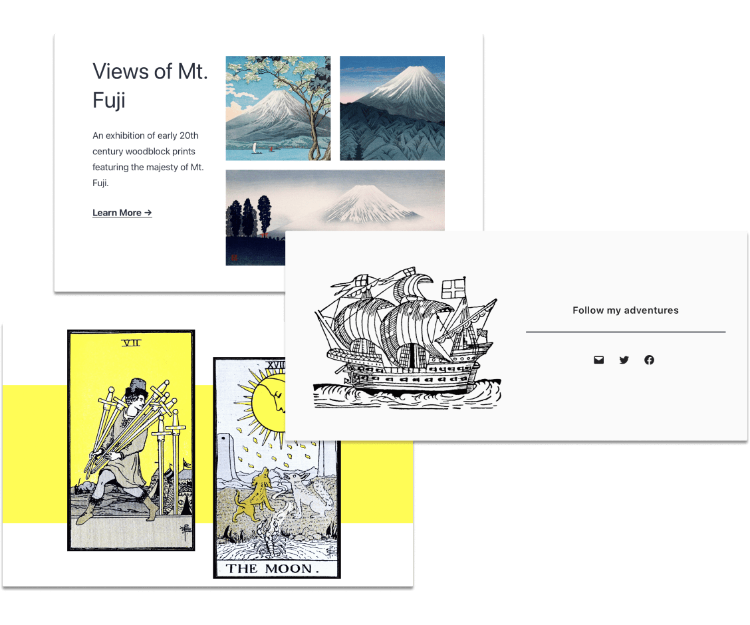 Views of Mt.
Fuji
An exhibition of early 20th
century woodblock prints
featuring the majesty of Mt.
Fuji.
Learn More →
Follow my adventures
VII
XVII
THE MOON.